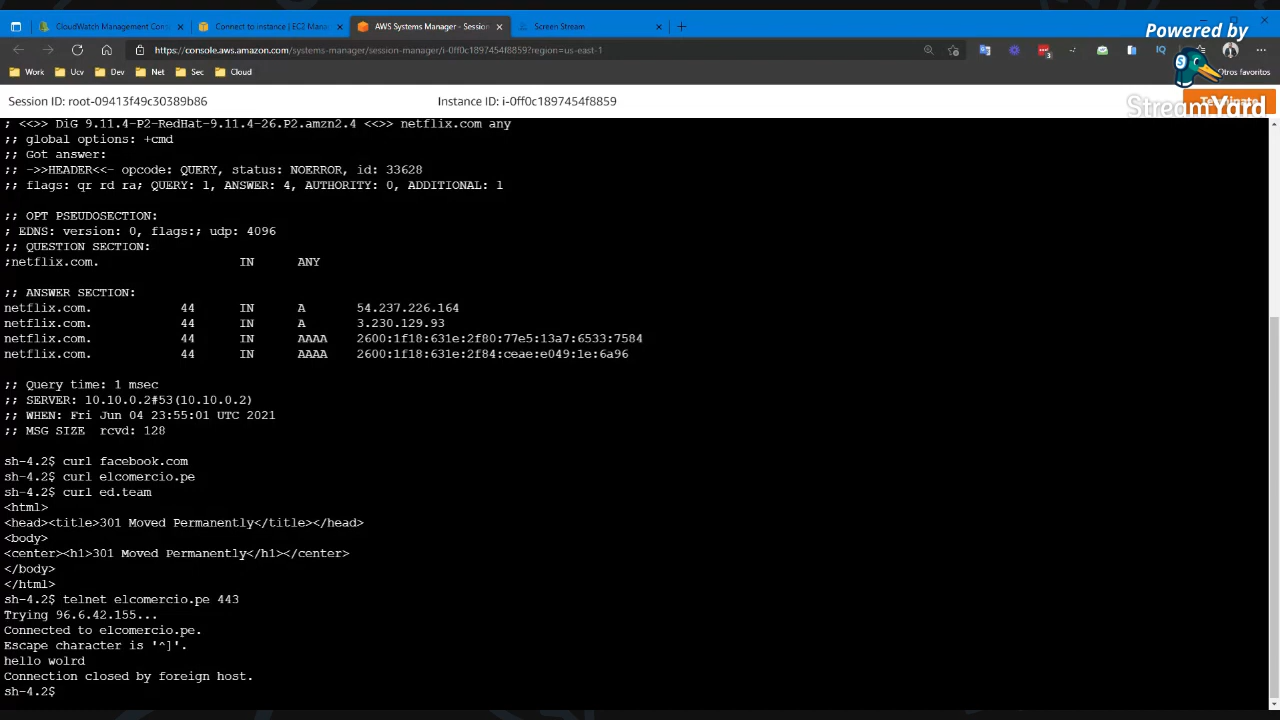 CloudWatch Management Con
Connect to instance | EC2 Mana
AWS Systems Manager - Session
Screen Stream
Powered by
https://console.aws.amazon.com/systems-manager/session-manager/i-0ff0c1897454f8859?region=us-east-1
Work
Ucv
Dev
Net
Sec
Cloud
Otros favoritos
StreamYard
Session ID: root-09413f49c30389b86
Instance ID: i-0ff0c1897454f8859
Terminate
; <<>> DiG 9.11.4-P2-RedHat-9.11.4-26.P2.amzn2.4 <<>> netflix.com any
;; global options: +cmd
;; Got answer:
;; ->>HEADER<<- opcode: QUERY, status: NOERROR, id: 33628
;; flags: qr rd ra; QUERY: 1, ANSWER: 4, AUTHORITY: 0, ADDITIONAL: 1
;; OPT PSEUDOSECTION:
; EDNS: version: 0, flags:; udp: 4096
;; QUESTION SECTION:
;netflix.com. IN ANY
;; ANSWER SECTION:
netflix.com. 44 IN A 54.237.226.164
netflix.com. 44 IN A 3.230.129.93
netflix.com. 44 IN AAAA 2600:1f18:631e:2f80:77e5:13a7:6533:7584
netflix.com. 44 IN AAAA 2600:1f18:631e:2f84:ceae:e049:1e:6a96
;; Query time: 1 msec
;; SERVER: 10.10.0.2#53(10.10.0.2)
;; WHEN: Fri Jun 04 23:55:01 UTC 2021
;; MSG SIZE rcvd: 128
sh-4.2$ curl facebook.com
sh-4.2$ curl elcomercio.pe
sh-4.2$ curl ed.team
<html>
<head><title>301 Moved Permanently</title></head>
<body>
<center><h1>301 Moved Permanently</h1></center>
</body>
</html>
sh-4.2$ telnet elcomercio.pe 443
Trying 96.6.42.155...
Connected to elcomercio.pe.
Escape character is '^]'.
hello wolrd
Connection closed by foreign host.
sh-4.2$